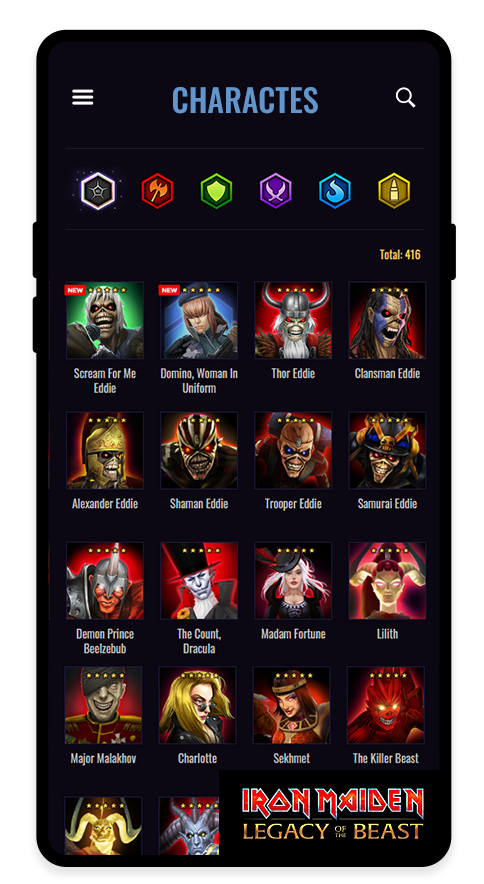 CHARACTES
Total: 416
NEW
NEW
Scream For Me
Eddie
Domino, Woman In
Uniform
Thor Eddie
Clansman Eddie
Alexander Eddie
Shaman Eddie
Trooper Eddie
Samurai Eddie
Demon Prince
Beelzebub
The Count,
Dracula
Madam Fortune
Lilith
Major Malakhov
Charlotte
Sekhmet
The Killer Beast
IRON MAIDEN
LEGACY OF THE BEAST